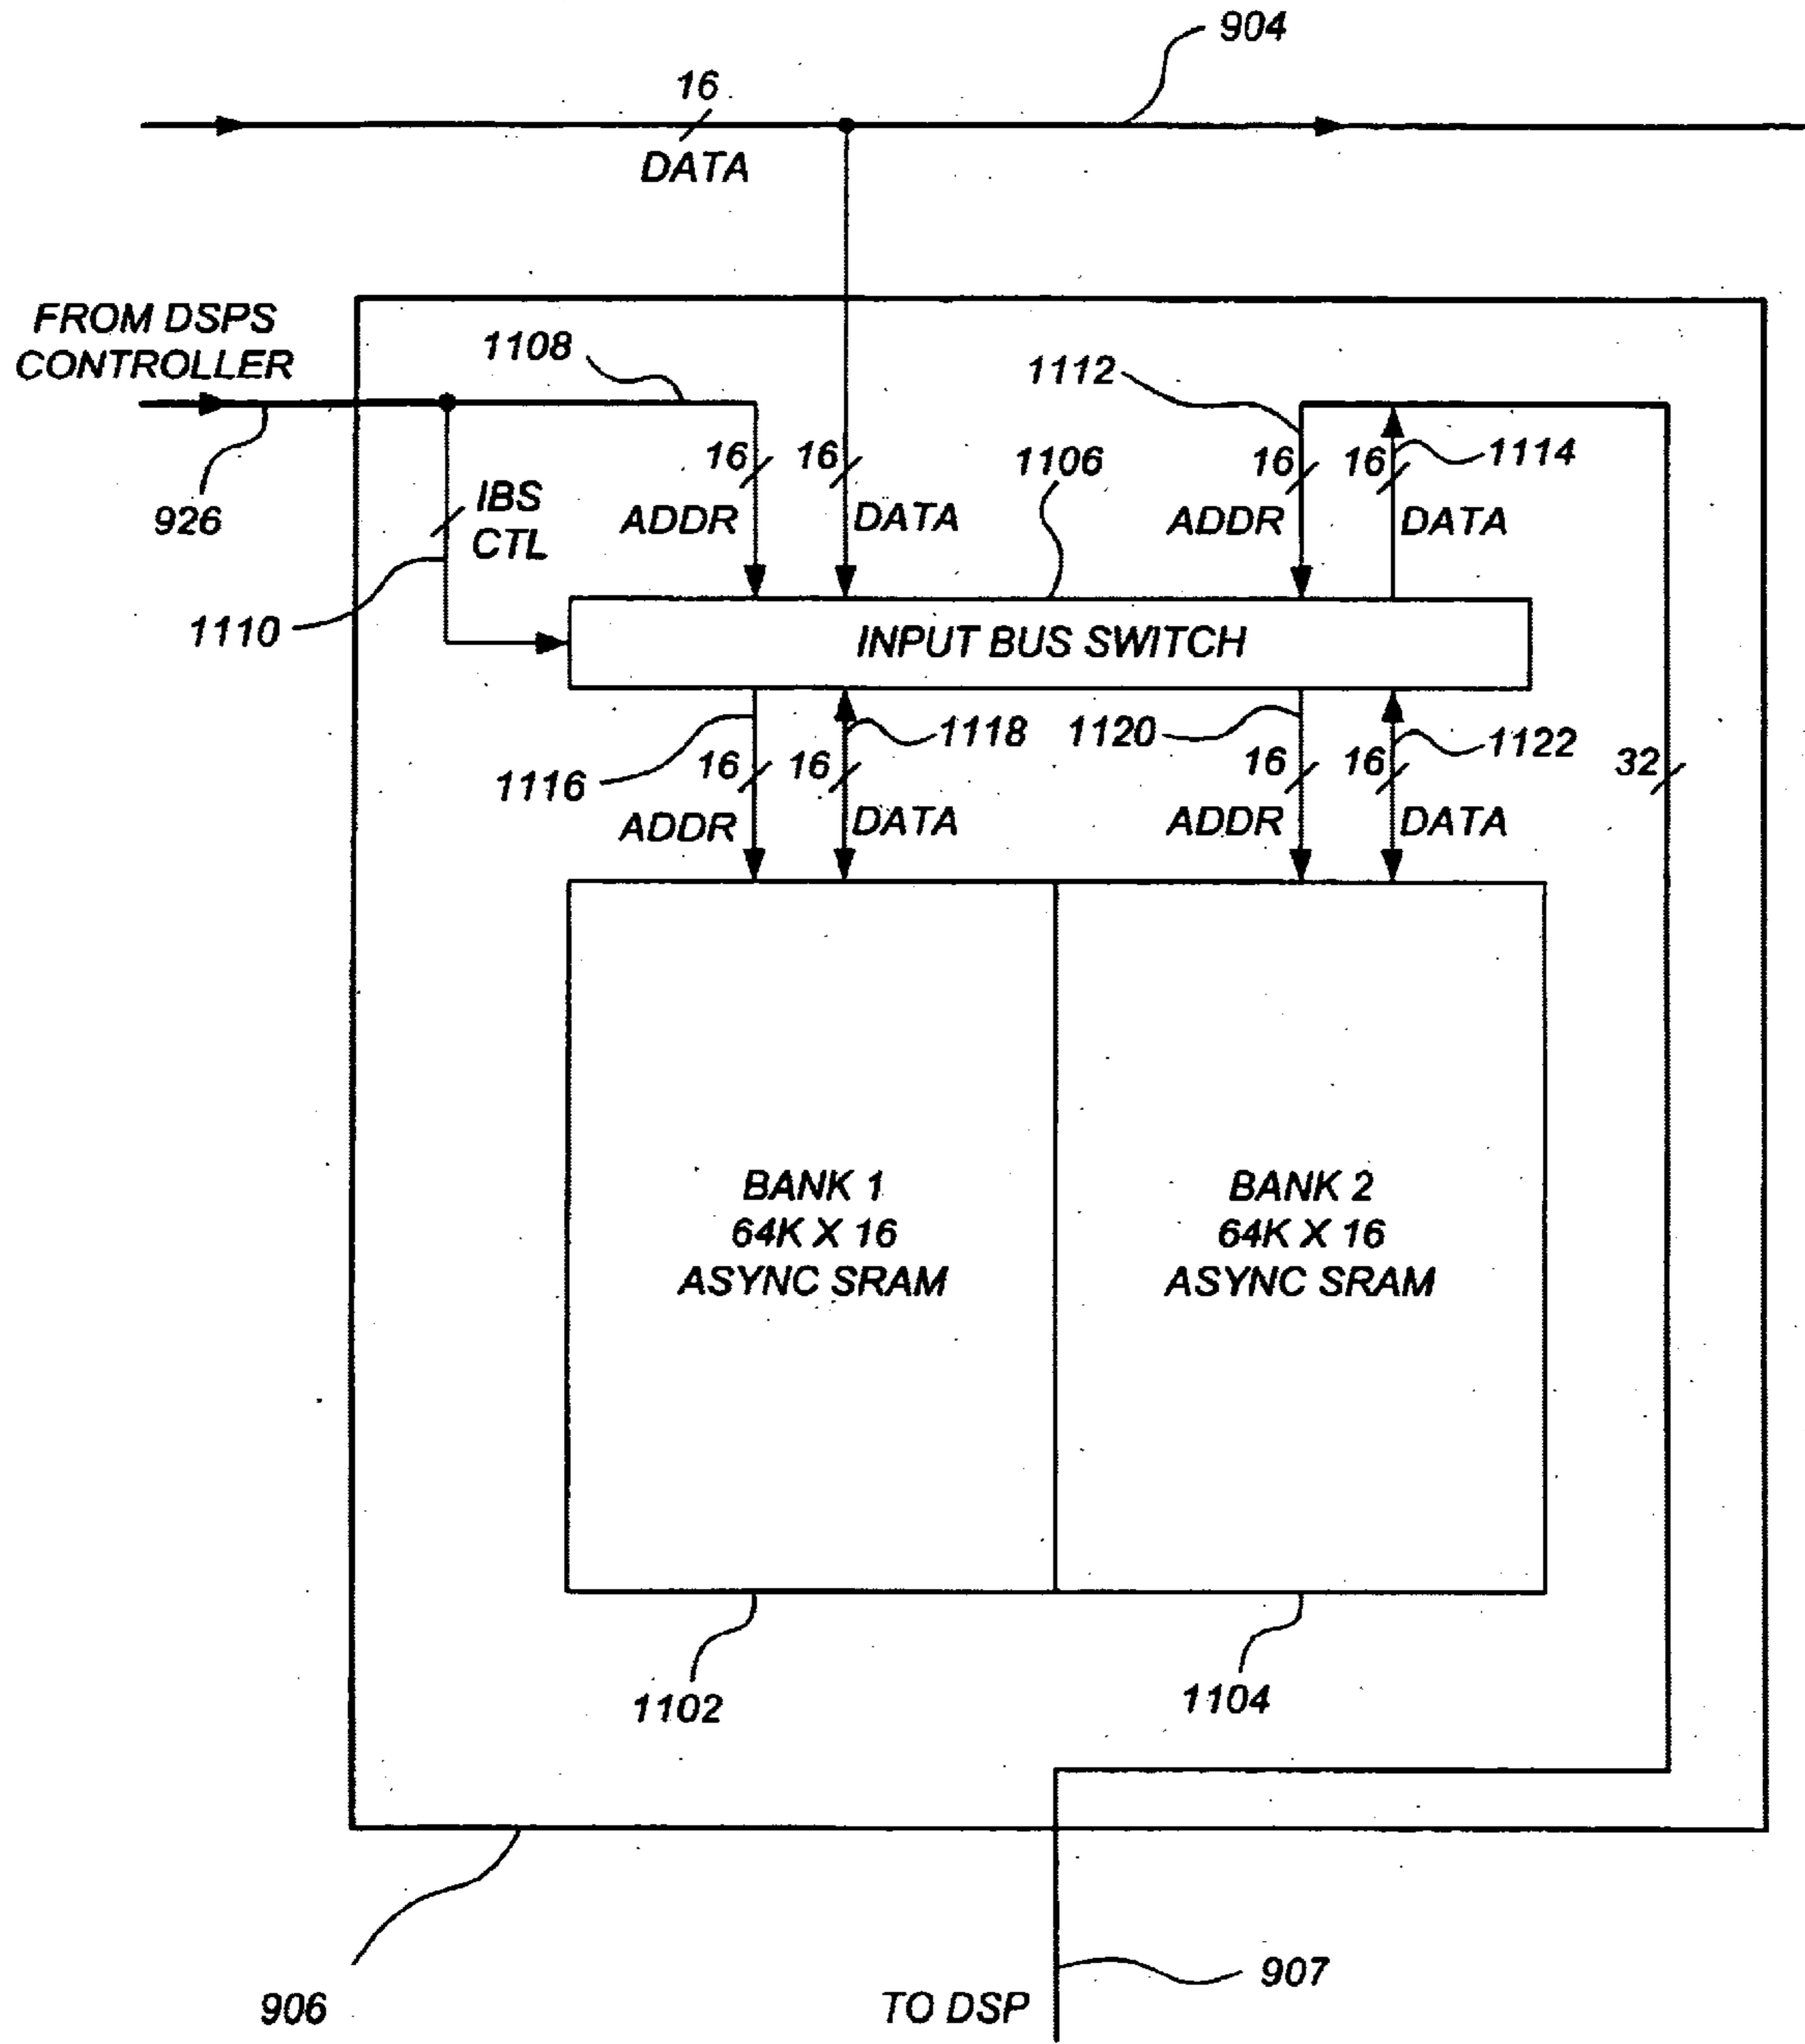 904
16
DATA
FROM DSPS
CONTROLLER
1108
1112
16
16
1106
16
16
1114
926
IBS
CTL
ADDR
DATA
ADDR
DATA
1110
INPUT BUS SWITCH
1116
16
16
1118
1120
16
16
1122
32
ADDR
DATA
ADDR
DATA
BANK 1
64K X 16
ASYNC SRAM
BANK 2
64K X 16
ASYNC SRAM
1102
1104
906
TO DSP
907